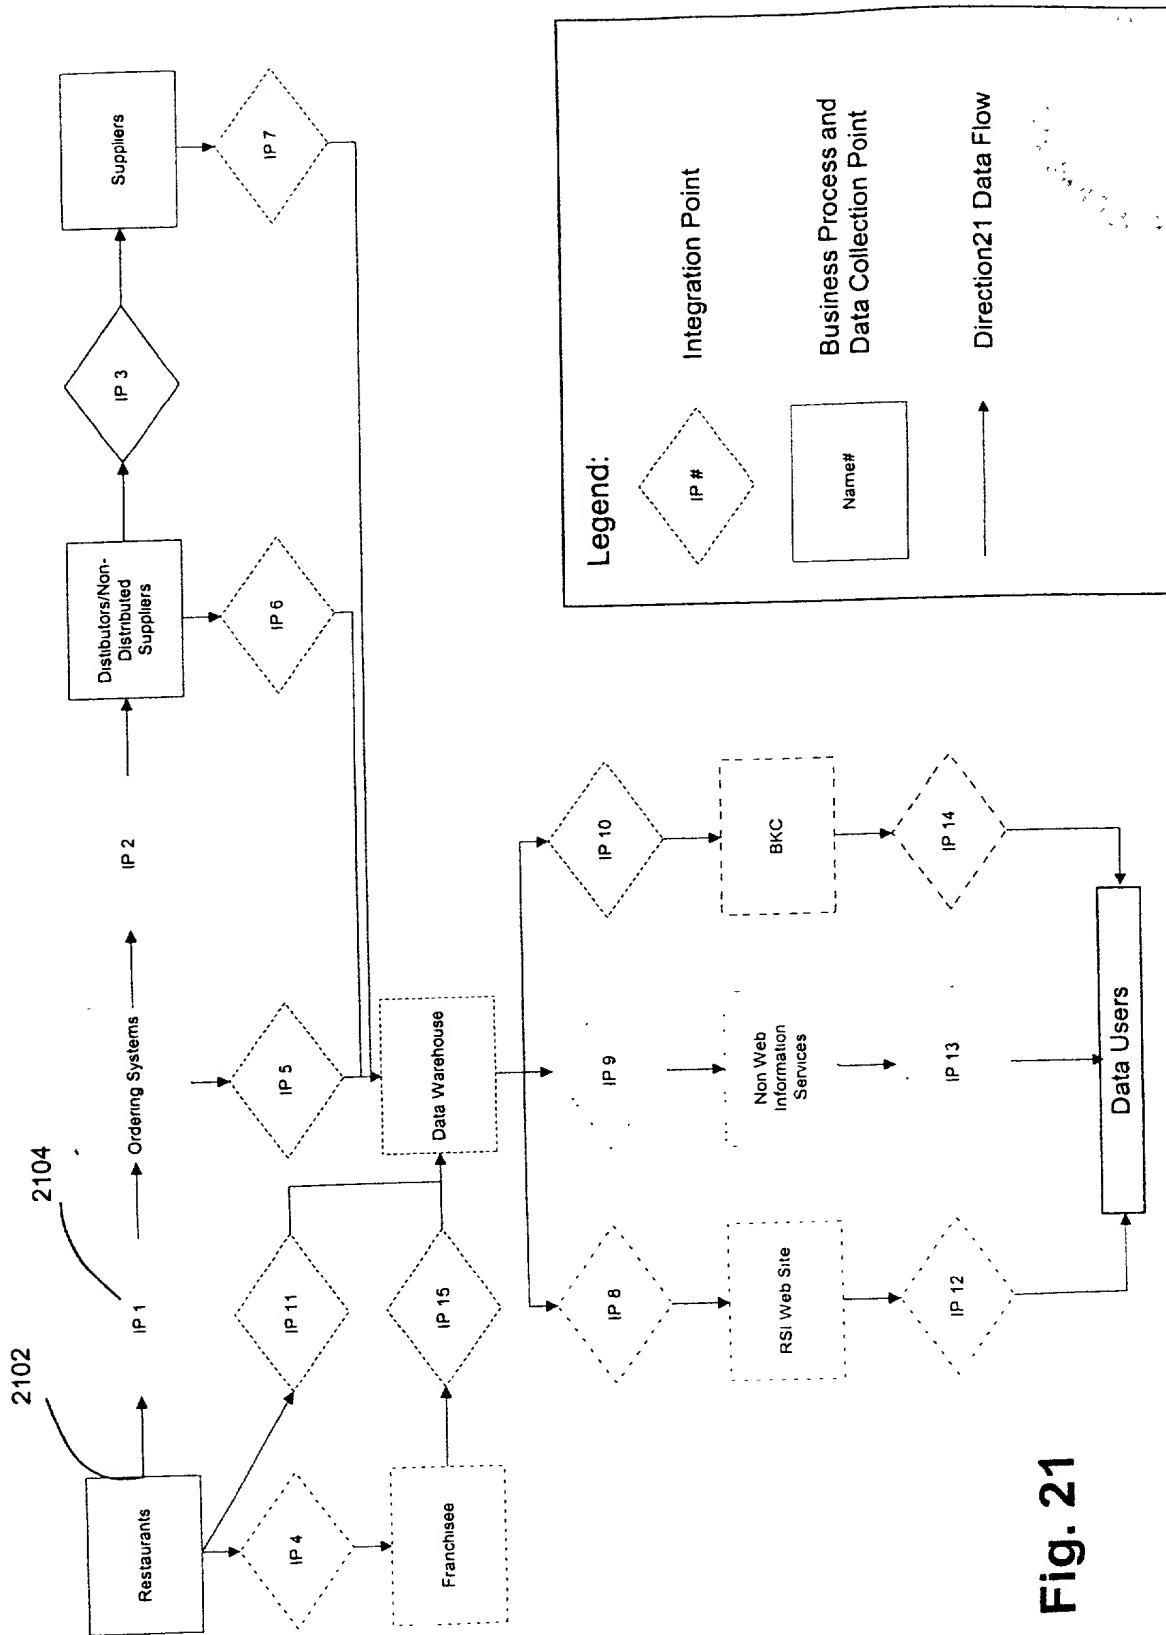 2102
2104
Restaurants
IP 1
Ordering Systems
IP 2
Distibutors/Non-
Distributed
Suppliers
IP 3
Suppliers
IP 4
IP 11
IP 5
IP 6
IP 7
Franchisee
IP 15
Data Warehouse
IP 8
IP 9
IP 10
RSI Web Site
Non Web
Information
Services
BKC
IP 12
IP 13
IP 14
Data Users
Legend:
IP #
Integration Point
Name#
Business Process and
Data Collection Point
Direction21 Data Flow
Fig. 21